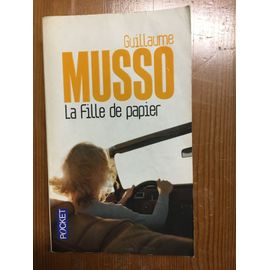 Guillaume
MUSSO
La fille de papier
POCKET